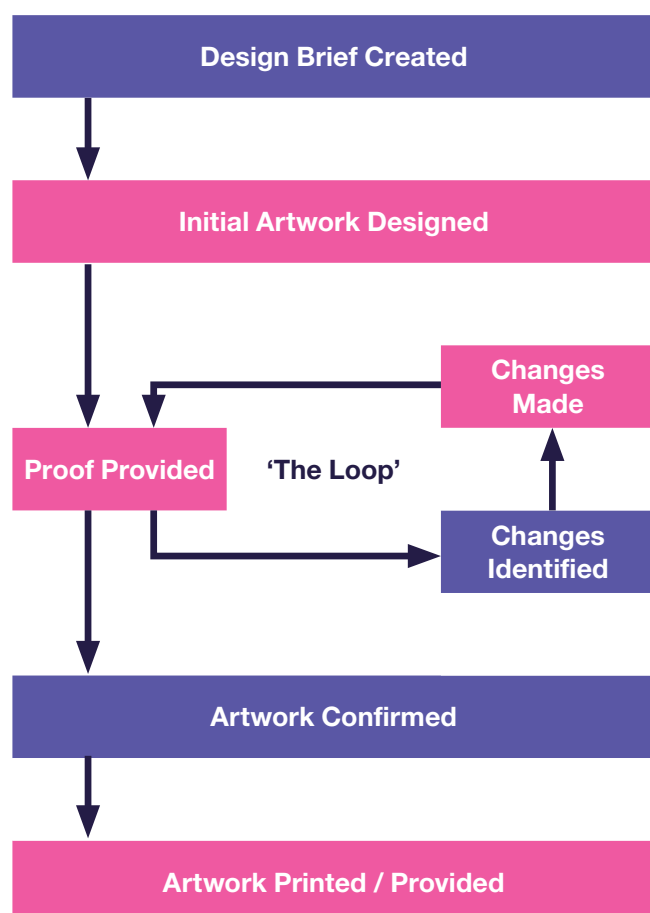 Design Brief Created
Initial Artwork Designed
Changes
Made
Proof Provided
‘The Loop’
Changes
Identified
Artwork Confirmed
Artwork Printed / Provided